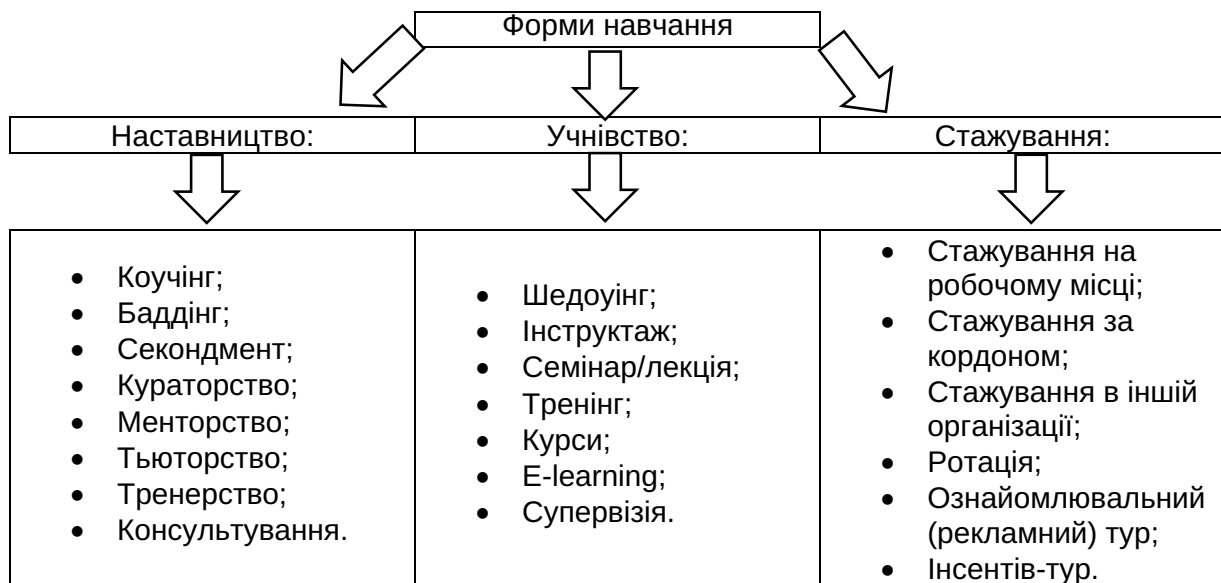 Форми навчання
Наставництво:
Учнівство:
Стажування:
• Коучінг;
• Баддінг;
• Секондмент;
• Кураторство;
• Менторство;
• Тьюторство;
• Тренерство;
• Консультування.
• Шедоуінг;
• Інструктаж;
• Семінар/лекція;
• Тренінг;
• Курси;
• E-learning;
• Супервізія.
• Стажування на
робочому місці;
• Стажування за
кордоном;
• Стажування в іншій
організації;
• Ротація;
• Ознайомлювальний
(рекламний) тур;
• Інсентів-тур.